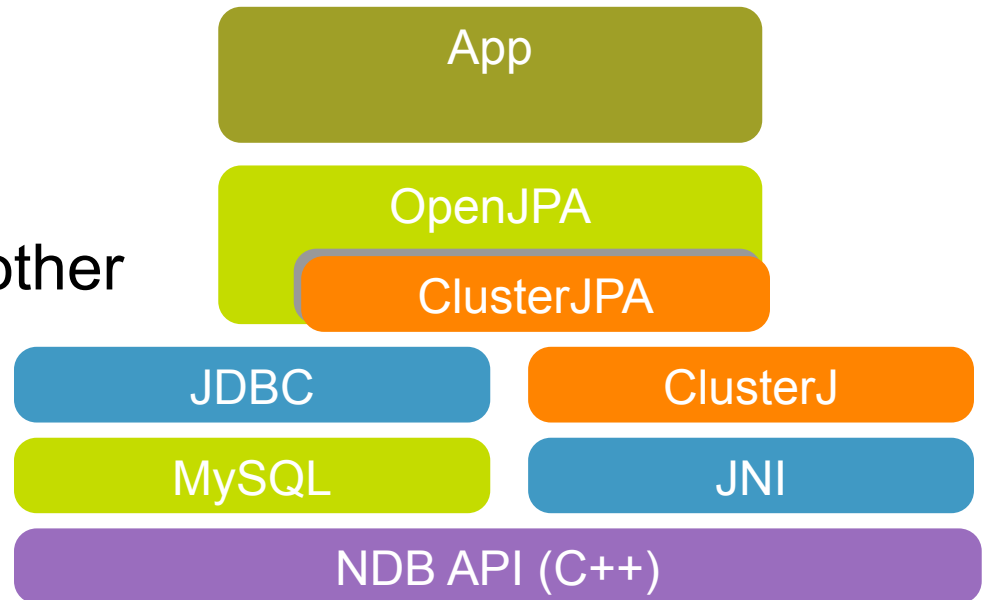 App
OpenJPA
other
ClusterJPA
JDBC
ClusterJ
MySQL
JNI
NDB API (C++)